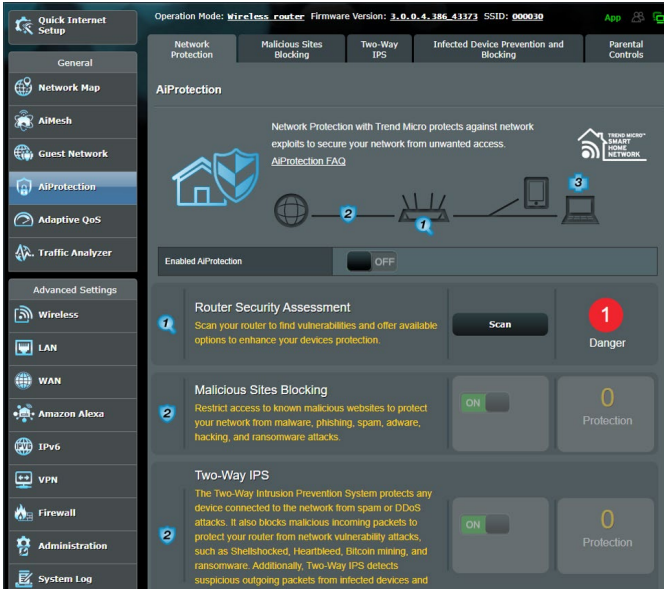 Quick Internet
Setup
Operation Mode: Wireless router Firmware Version: 3.0.0.4.386_43373 SSID: 000030
App
Network
Protection
Malicious Sites
Blocking
Two-Way
IPS
Infected Device Prevention and
Blocking
Parental
Controls
General
Network Map
AiMesh
Guest Network
AiProtection
Adaptive QoS
Traffic Analyzer
Advanced Settings
Wireless
LAN
WAN
Amazon Alexa
IPv6
VPN
Firewall
Administration
System Log
AiProtection
Network Protection with Trend Micro protects against network
exploits to secure your network from unwanted access.
AiProtection FAQ
TREND MICRO™
SMART
HOME
NETWORK
2
1
3
Enabled AiProtection
OFF
1
Router Security Assessment
Scan your router to find vulnerabilities and offer available
options to enhance your devices protection.
Scan
1
Danger
2
Malicious Sites Blocking
Restrict access to known malicious websites to protect
your network from malware, phishing, spam, adware,
hacking, and ransomware attacks.
ON
0
Protection
2
Two-Way IPS
The Two-Way Intrusion Prevention System protects any
device connected to the network from spam or DDoS
attacks. It also blocks malicious incoming packets to
protect your router from network vulnerability attacks,
such as Shellshocked, Heartbleed, Bitcoin mining, and
ransomware. Additionally, Two-Way IPS detects
suspicious outgoing packets from infected devices and
ON
0
Protection